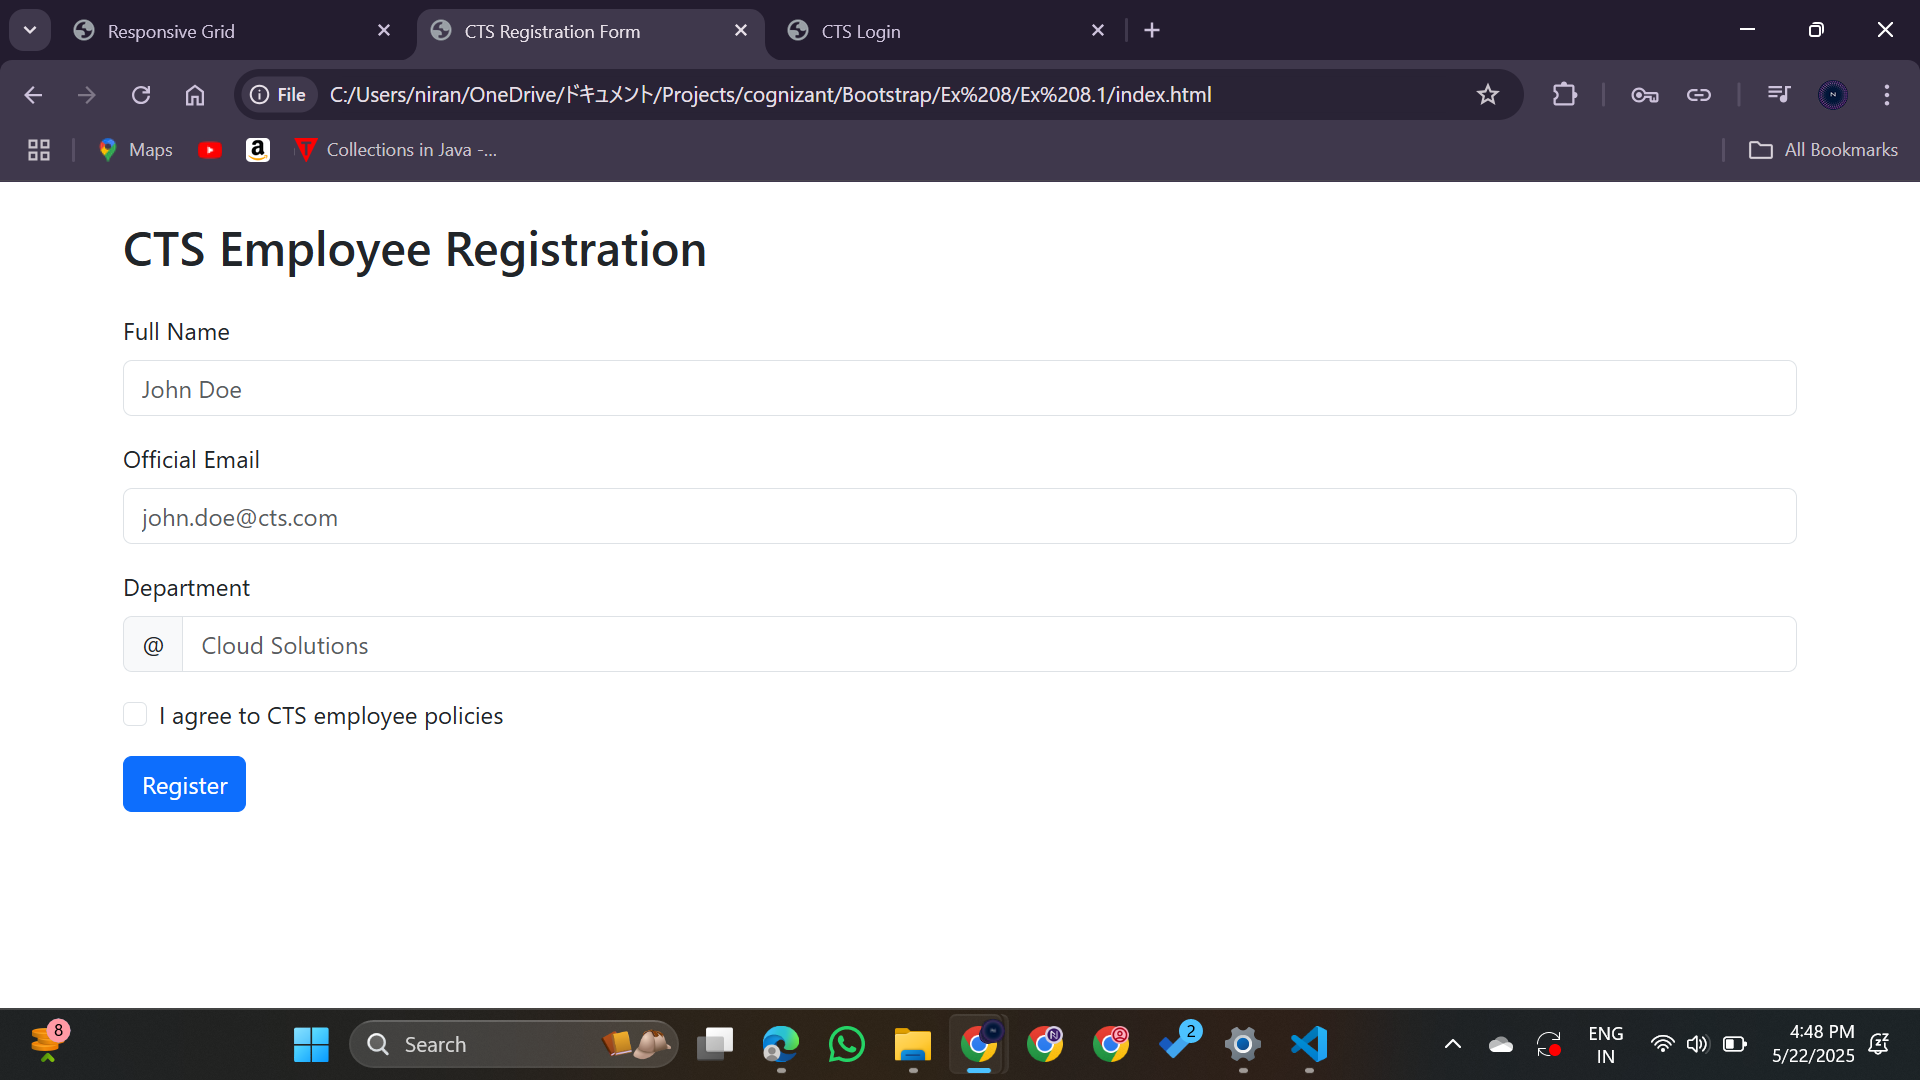 Responsive Grid
CTS Registration Form
CTS Login
File
C:/Users/niran/OneDrive/ドキュメント/Projects/cognizant/Bootstrap/Ex%208/Ex%208.1/index.html
N
Maps
a
T
Collections in Java -...
All Bookmarks
CTS Employee Registration
Full Name
John Doe
Official Email
john.doe@cts.com
Department
@ Cloud Solutions
I agree to CTS employee policies
Register
8
Search
N
2
ENG
IN
4:48 PM
5/22/2025